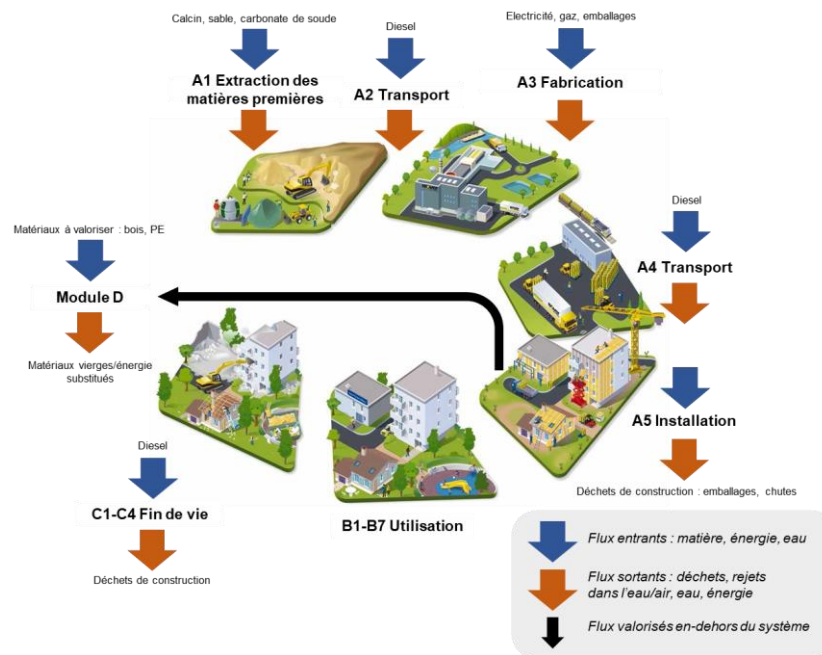 Calcin, sable, carbonate de soude
A1 Extraction des
matières premières
Diesel
A2 Transport
Electricité, gaz, emballages
A3 Fabrication
Diesel
A4 Transport
A5 Installation
Déchets de construction : emballages, chutes
Matériaux à valoriser : bois, PE
Module D
Matériaux vierges/énergie
substitués
Diesel
C1-C4 Fin de vie
Déchets de construction
B1-B7 Utilisation
Flux entrants : matière, énergie, eau
Flux sortants : déchets, rejets
dans l'eau/air, eau, énergie
Flux valorisés en-dehors du système